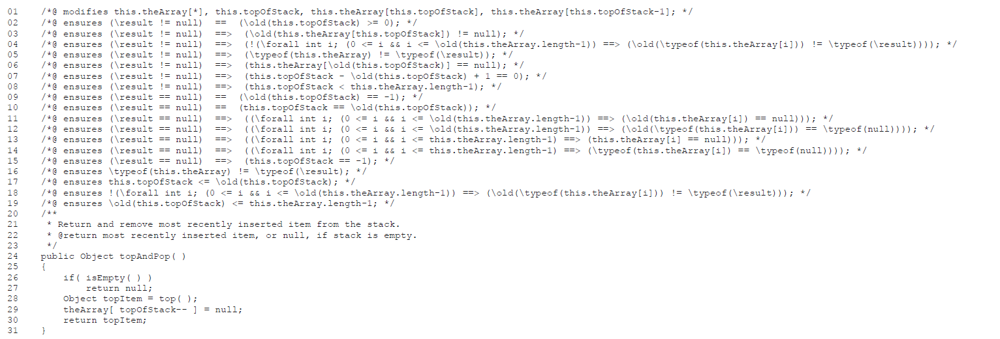 01 /*@ modifies this.theArray[*], this.topOfStack, this.theArray[this.topOfStack], this.theArray[this.topOfStack-1]; */
02 /*@ ensures (\result != null) == (\old(this.topOfStack) >= 0); */
03 /*@ ensures (\result != null) ==> (\old(this.theArray[this.topOfStack]) != null); */
04 /*@ ensures (\result != null) ==> (!(\forall int i; (0 <= i && i <= \old(this.theArray.length-1)) ==> (\old(\typeof(this.theArray[i])) != \typeof(\result)))); */
05 /*@ ensures (\result != null) ==> (\typeof(this.theArray) != \typeof(\result)); */
06 /*@ ensures (\result != null) ==> (this.theArray[\old(this.topOfStack)] == null); */
07 /*@ ensures (\result != null) ==> (this.topOfStack - \old(this.topOfStack) + 1 == 0); */
08 /*@ ensures (\result != null) ==> (this.topOfStack < this.theArray.length-1); */
09 /*@ ensures (\result == null) == (\old(this.topOfStack) == -1); */
10 /*@ ensures (\result == null) == (this.topOfStack == \old(this.topOfStack)); */
11 /*@ ensures (\result == null) ==> ((\forall int i; (0 <= i && i <= \old(this.theArray.length-1)) ==> (\old(this.theArray[i]) == null))); */
12 /*@ ensures (\result == null) ==> ((\forall int i; (0 <= i && i <= \old(this.theArray.length-1)) ==> (\old(\typeof(this.theArray[i])) == \typeof(null)))); */
13 /*@ ensures (\result == null) ==> ((\forall int i; (0 <= i && i <= this.theArray.length-1) ==> (this.theArray[i] == null))); */
14 /*@ ensures (\result == null) ==> ((\forall int i; (0 <= i && i <= this.theArray.length-1) ==> (\typeof(this.theArray[i]) == \typeof(null)))); */
15 /*@ ensures (\result == null) ==> (this.topOfStack == -1); */
16 /*@ ensures \typeof(this.theArray) != \typeof(\result); */
17 /*@ ensures this.topOfStack <= \old(this.topOfStack); */
18 /*@ ensures !(\forall int i; (0 <= i && i <= \old(this.theArray.length-1)) ==> (\old(\typeof(this.theArray[i])) != \typeof(\result))); */
19 /*@ ensures \old(this.topOfStack) <= this.theArray.length-1; */
20 /**
21 * Return and remove most recently inserted item from the stack.
22 * @return most recently inserted item, or null, if stack is empty.
23 */
24 public Object topAndPop( )
25 {
26 if( isEmpty( ) )
27 return null;
28 Object topItem = top( );
29 theArray[ topOfStack-- ] = null;
30 return topItem;
31 }